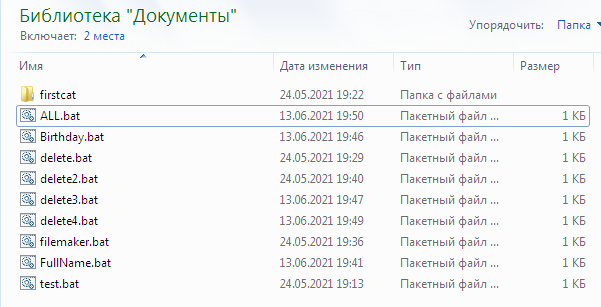 Библиотека "Документы"
Включает: 2 места
Упорядочить: Папка
Имя Дата изменения Тип Размер
firstcat 24.05.2021 19:22 Папка с файлами
ALL.bat 13.06.2021 19:50 Пакетный файл ... 1 КБ
Birthday.bat 13.06.2021 19:46 Пакетный файл ... 1 КБ
delete.bat 24.05.2021 19:29 Пакетный файл ... 1 КБ
delete2.bat 24.05.2021 19:40 Пакетный файл ... 1 КБ
delete3.bat 13.06.2021 19:47 Пакетный файл ... 1 КБ
delete4.bat 13.06.2021 19:49 Пакетный файл ... 1 КБ
filemaker.bat 24.05.2021 19:36 Пакетный файл ... 1 КБ
FullName.bat 13.06.2021 19:41 Пакетный файл ... 1 КБ
test.bat 24.05.2021 19:13 Пакетный файл ... 1 КБ